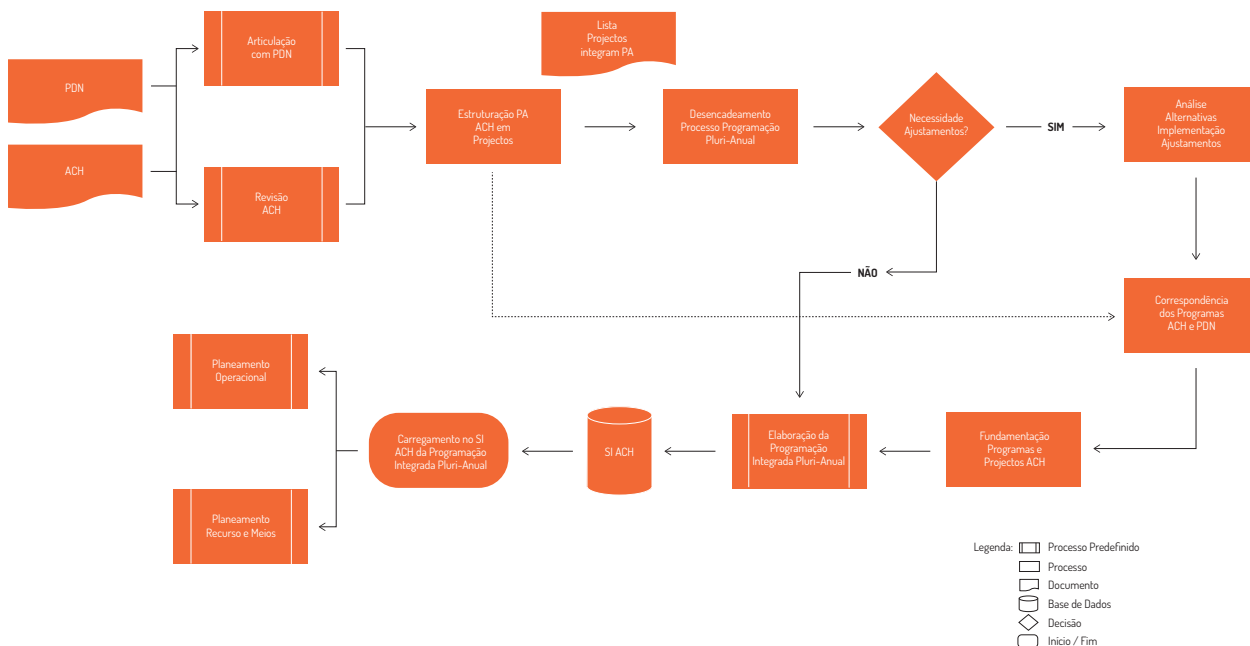 Lista
Projectos
integram PA
Articulação
com PDN
PDN
Estruturação PA
ACH em
Projectos
Desencadeamento
Processo Programação
Pluri-Anual
Necessidade
Ajustamentos?
SIM
Análise
Alternativas
Implementação
Ajustamentos
ACH
Revisão
ACH
NÃO
Correspondência
dos Programas
ACH e PDN
Planeamento
Operacional
Carregamento no SI
ACH da Programação
Integrada Pluri-Anual
SI ACH
Elaboração da
Programação
Integrada Pluri-Anual
Fundamentação
Programas e
Projectos ACH
Planeamento
Recurso e Meios
Legenda:
Processo Predefinido
Processo
Documento
Base de Dados
Decisão
Início / Fim